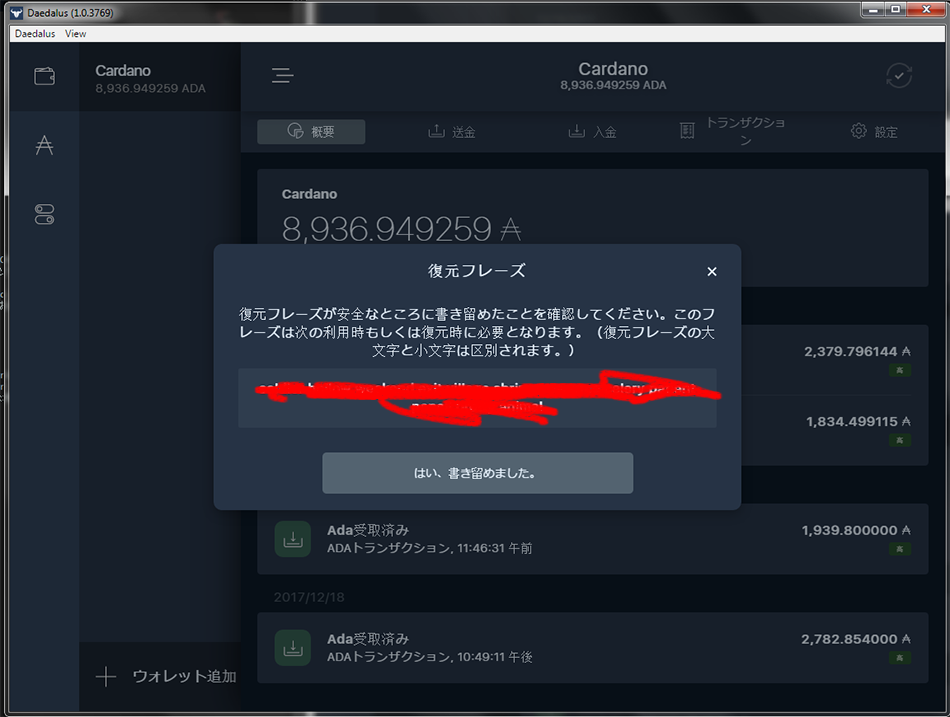 Daedalus (1.0.3769)
Daedalus View
Cardano
8,936.949259 ADA
Cardano
8,936.949259 ADA
概要
送金
入金
トランザクショ
ン
設定
Cardano
8,936.949259
復元フレーズ
復元フレーズが安全なところに書き留めたことを確認してください。このフ
レーズは次の利用時もしくは復元時に必要となります。（復元フレーズの大
文字と小文字は区別されます。）
はい、書き留めました。
2,379.796144
高
1,834.499115
高
Ada受取済み
ADAトランザクション, 11:46:31 午前
1,939.800000
高
2017/12/18
Ada受取済み
ADAトランザクション, 10:49:11 午後
2,782.854000
高
ウォレット追加